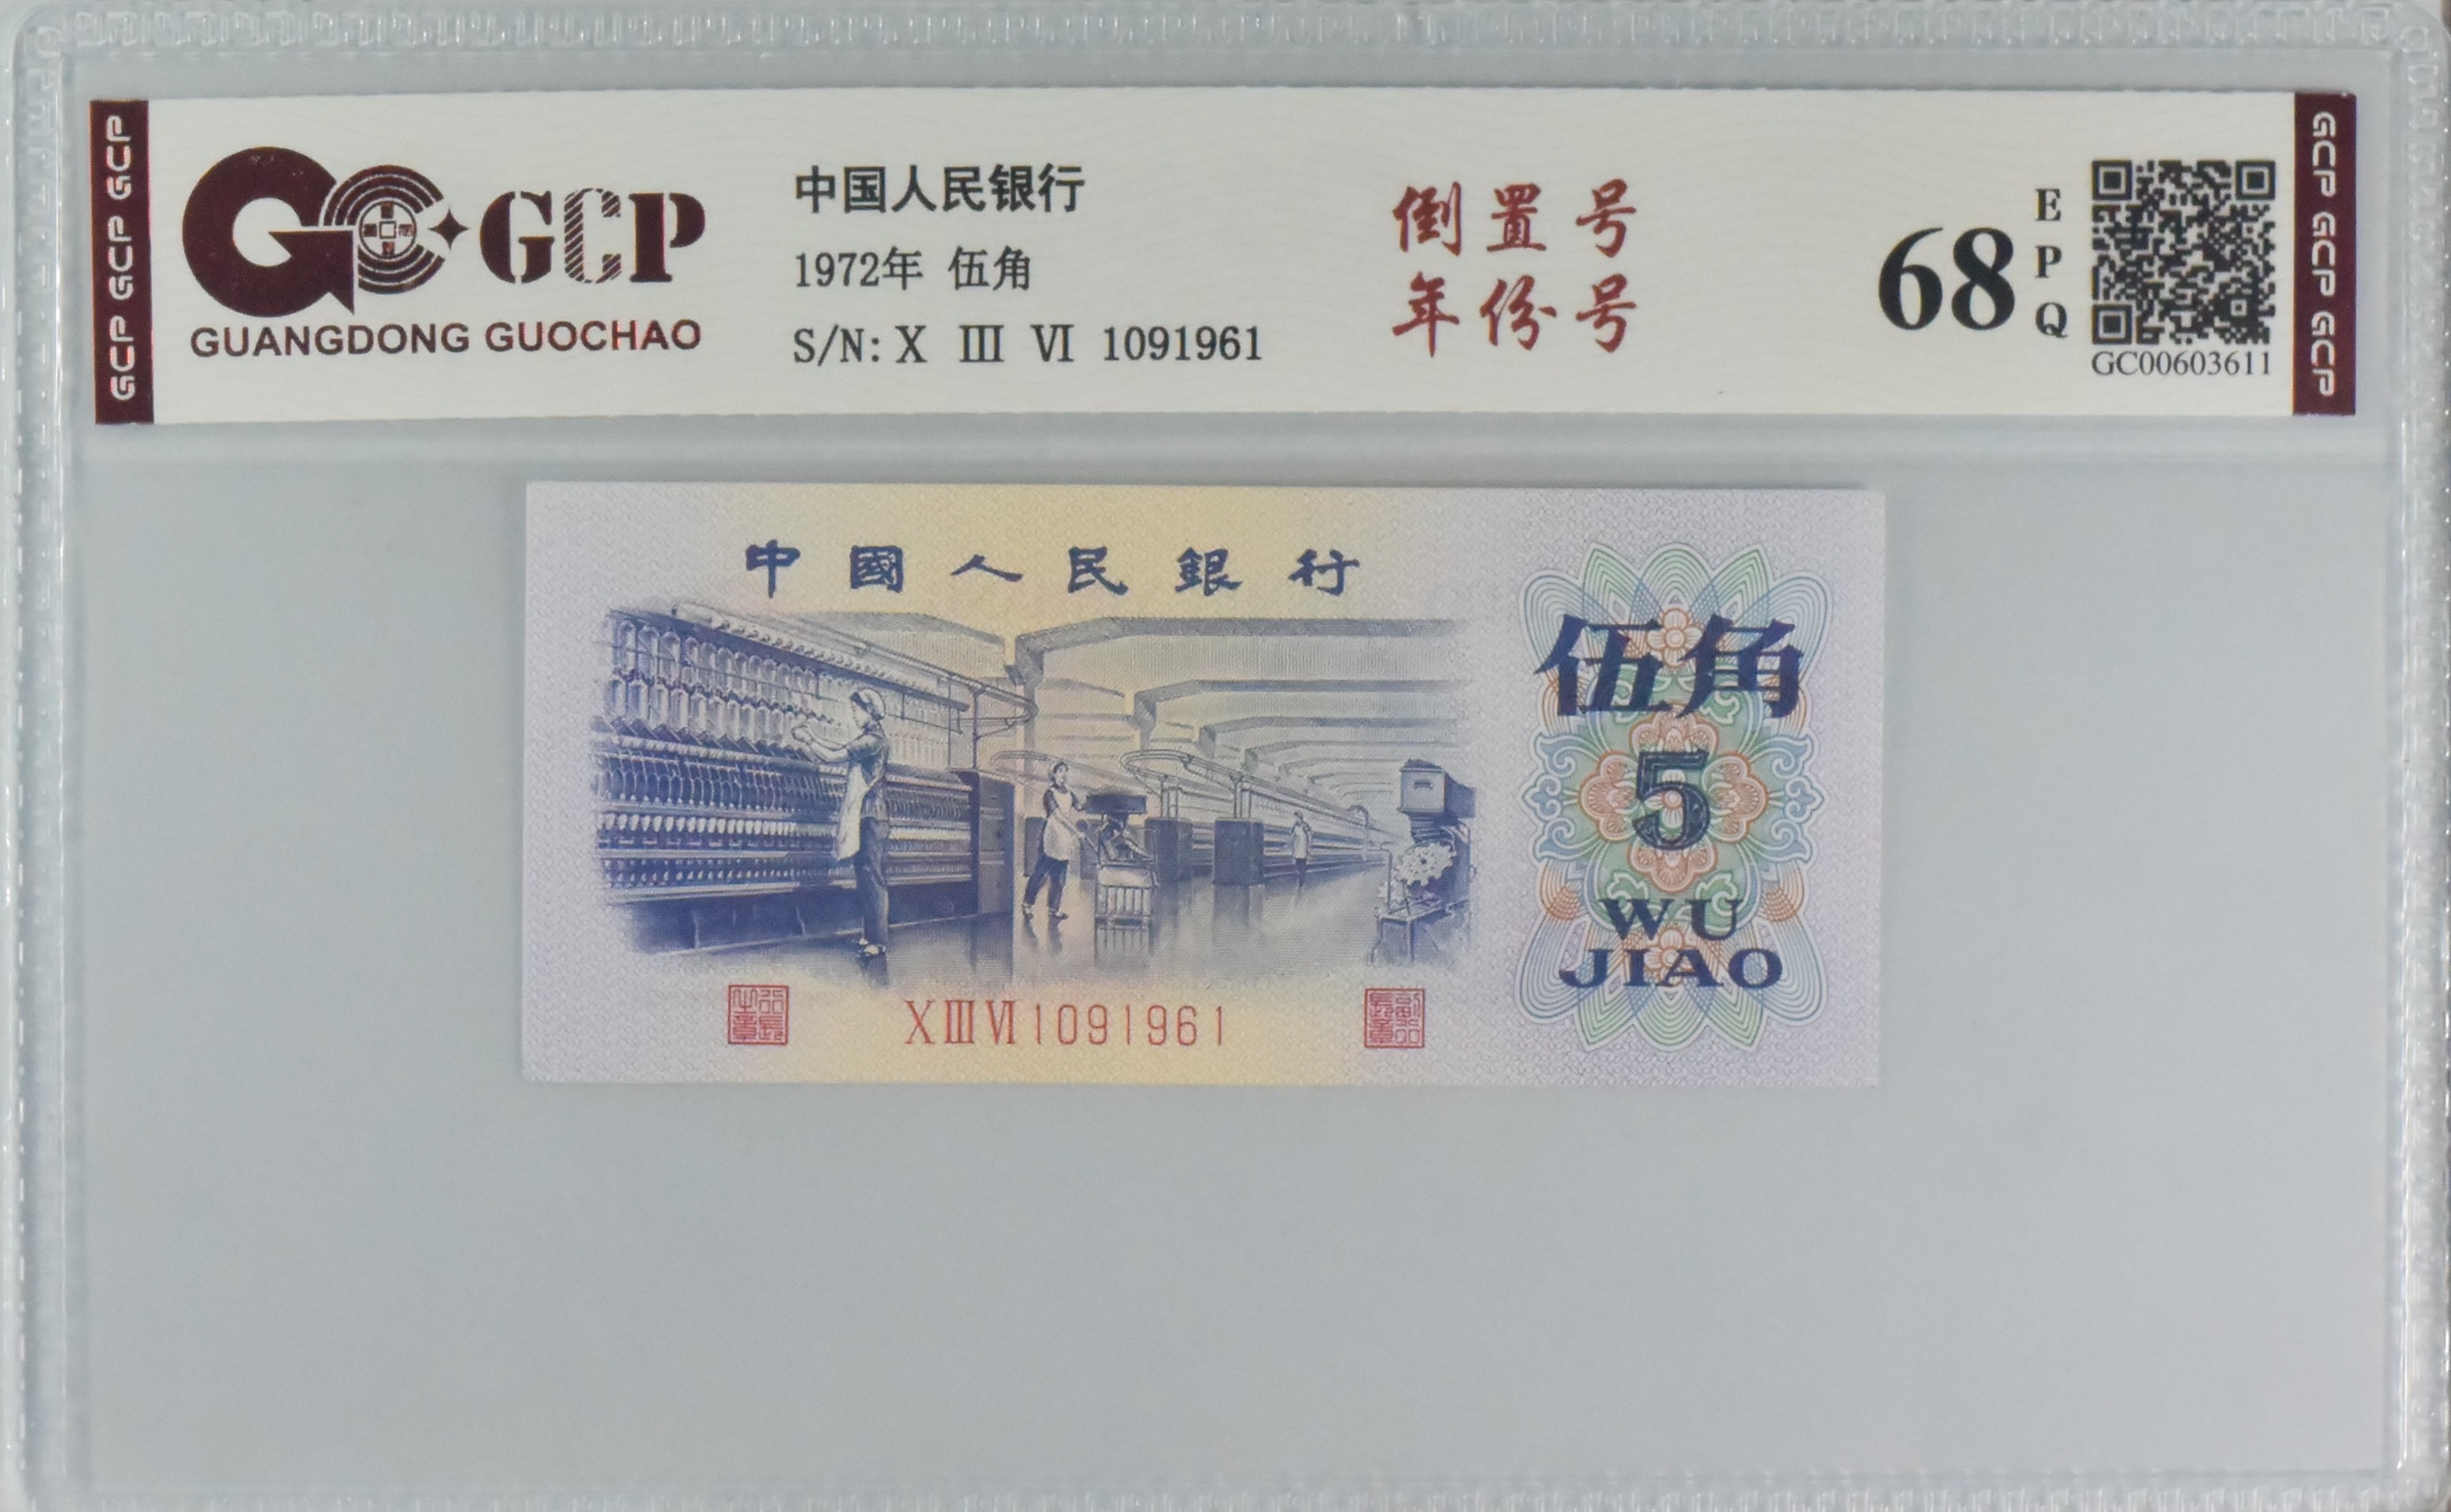 GCP GCP GCP
GCP
GUANGDONG GUOCHAO
中国人民银行
1972年 伍角
S/N: X Ⅲ Ⅵ 1091961
倒置号
年份号
68
EPQ
GC00603611
GCP GCP GCP
中國人民銀行
伍角
5
WU
JIAO
XⅢⅥ1091961